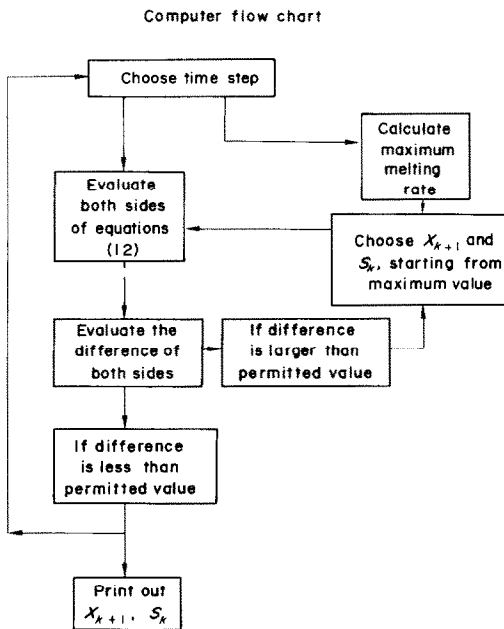 Computer flow chart
Choose time step
Calculate
maximum
melting
rate
Evaluate
both sides
of equations
(12)
Choose X_{k+1} and
S_k, starting from
maximum value
Evaluate the
difference of
both sides
If difference
is larger than
permitted value
If difference
is less than
permitted value
Print out
X_{k+1}, S_k